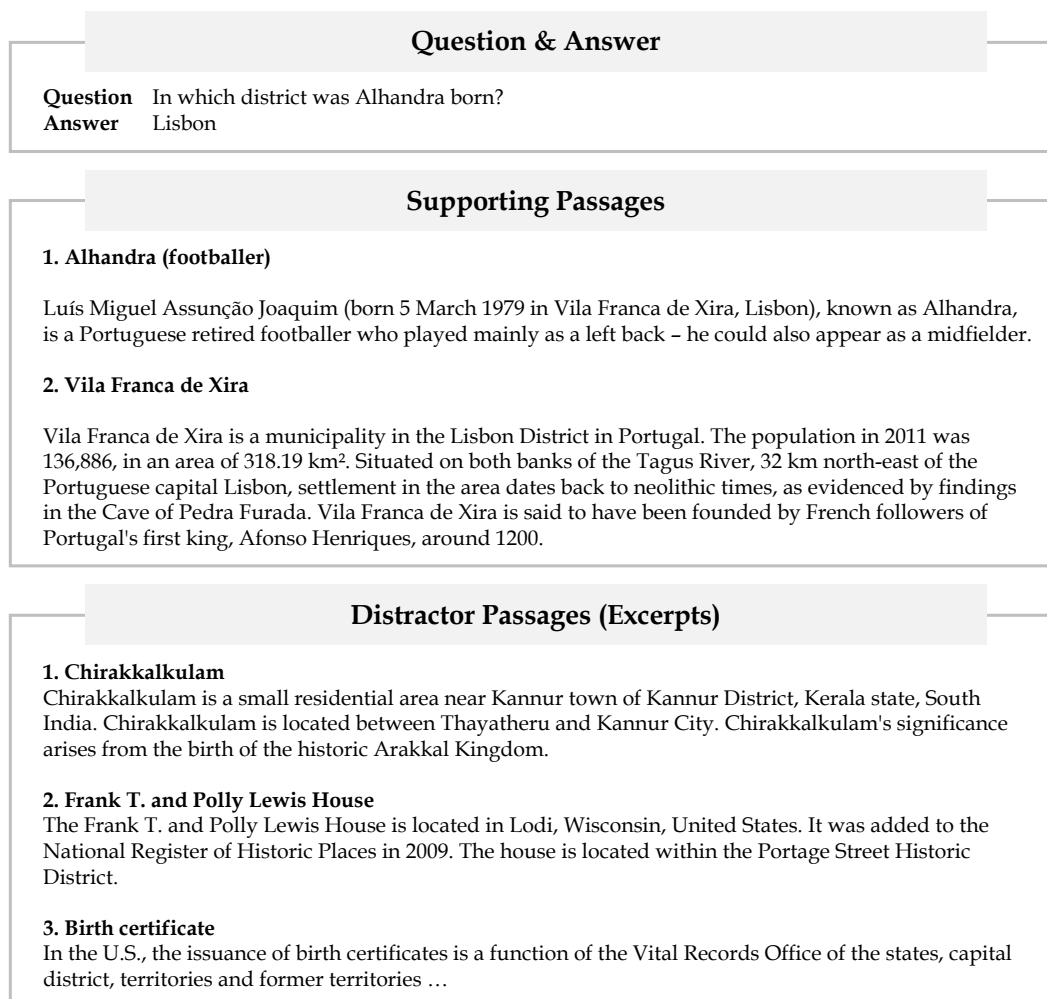 Question & Answer
Question In which district was Alhandra born?
Answer Lisbon
Supporting Passages
1. Alhandra (footballer)
Luís Miguel Assunção Joaquim (born 5 March 1979 in Vila Franca de Xira, Lisbon), known as Alhandra,
is a Portuguese retired footballer who played mainly as a left back – he could also appear as a midfielder.
2. Vila Franca de Xira
Vila Franca de Xira is a municipality in the Lisbon District in Portugal. The population in 2011 was
136,886, in an area of 318.19 km². Situated on both banks of the Tagus River, 32 km north-east of the
Portuguese capital Lisbon, settlement in the area dates back to neolithic times, as evidenced by findings
in the Cave of Pedra Furada. Vila Franca de Xira is said to have been founded by French followers of
Portugal's first king, Afonso Henriques, around 1200.
Distractor Passages (Excerpts)
1. Chirakkalkulam
Chirakkalkulam is a small residential area near Kannur town of Kannur District, Kerala state, South
India. Chirakkalkulam is located between Thayatheru and Kannur City. Chirakkalkulam's significance
arises from the birth of the historic Arakkal Kingdom.
2. Frank T. and Polly Lewis House
The Frank T. and Polly Lewis House is located in Lodi, Wisconsin, United States. It was added to the
National Register of Historic Places in 2009. The house is located within the Portage Street Historic
District.
3. Birth certificate
In the U.S., the issuance of birth certificates is a function of the Vital Records Office of the states, capital
district, territories and former territories …